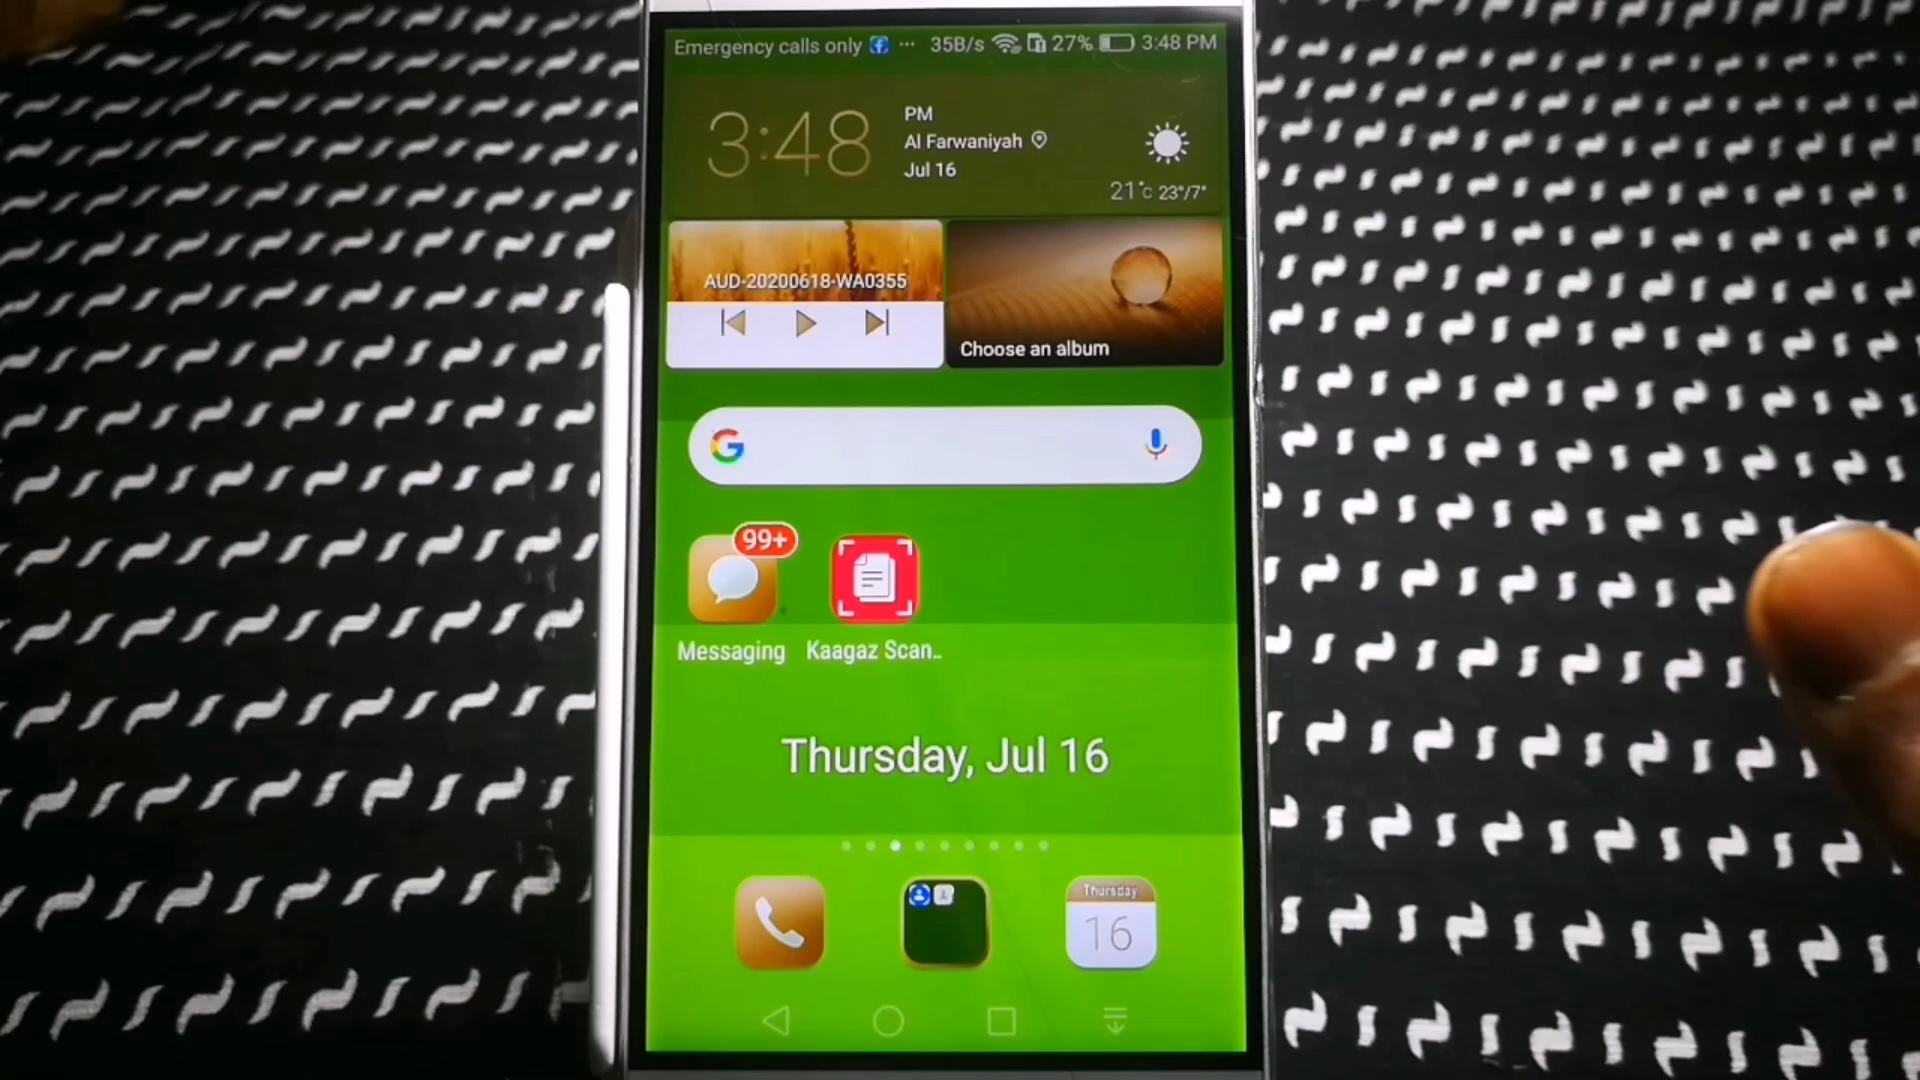 Emergency calls only ... 35B/s 27% 3:48 PM
3:48
PM
Al Farwaniyah
Jul 16
21°c 23°/7°
AUD-20200618-WA0355
Choose an album
G
99+
Messaging
Kaagaz Scan..
Thursday, Jul 16
Thursday
16